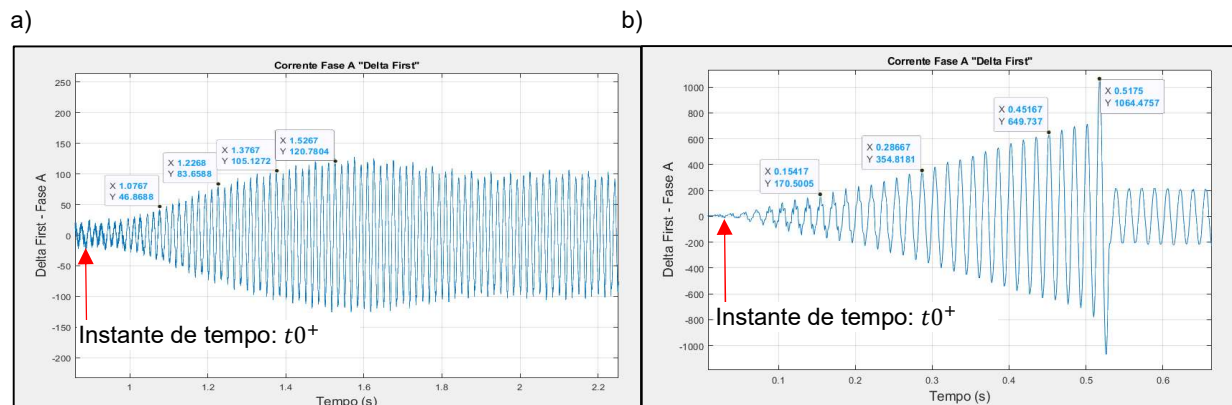 a)
Corrente Fase A "Delta First"
250
200
150
100
50
0
-50
-100
-150
-200
Delta First - Fase A
X 1.0767
Y 46.8688
X 1.2268
Y 83.6588
X 1.3767
Y 105.1272
X 1.5267
Y 120.7804
Instante de tempo: t0⁺
1
1.2
1.4
1.6
1.8
2
2.2
Tempo (s)
b)
Corrente Fase A "Delta First"
1000
800
600
400
200
0
-200
-400
-600
-800
-1000
Delta First - Fase A
X 0.15417
Y 170.5005
X 0.28667
Y 354.8181
X 0.45167
Y 649.737
X 0.5175
Y 1064.4757
Instante de tempo: t0⁺
0.1
0.2
0.3
0.4
0.5
0.6
Tempo (s)